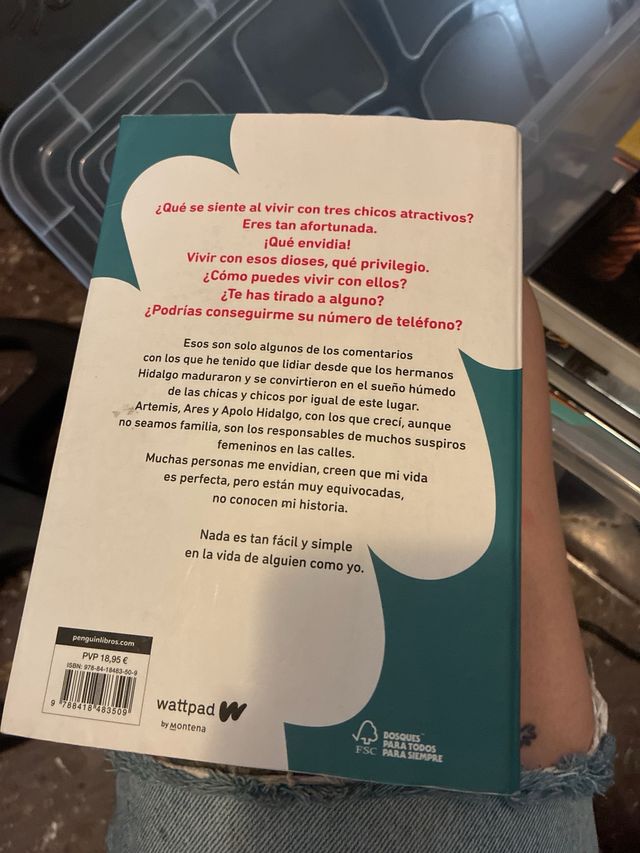 ¿Qué se siente al vivir con tres chicos atractivos?
Eres tan afortunada.
¡Qué envidia!
Vivir con esos dioses, qué privilegio.
¿Cómo puedes vivir con ellos?
¿Te has tirado a alguno?
¿Podrías conseguirme su número de teléfono?
Esos son solo algunos de los comentarios
con los que he tenido que lidiar desde que los hermanos
Hidalgo maduraron y se convirtieron en el sueño húmedo
de las chicas y chicos por igual de este lugar.
Artemis, Ares y Apolo Hidalgo, con los que crecí, aunque
no seamos familia, son los responsables de muchos suspiros
femeninos en las calles.
Muchas personas me envidian, creen que mi vida
es perfecta, pero están muy equivocadas,
no conocen mi historia.
Nada es tan fácil y simple
en la vida de alguien como yo.
penguinlibros.com
PVP 18,95 €
ISBN: 978-84-18483-50-9
9 788418 483509
wattpad
by Montena
FSC
BOSQUES
PARA TODOS
PARA SIEMPRE